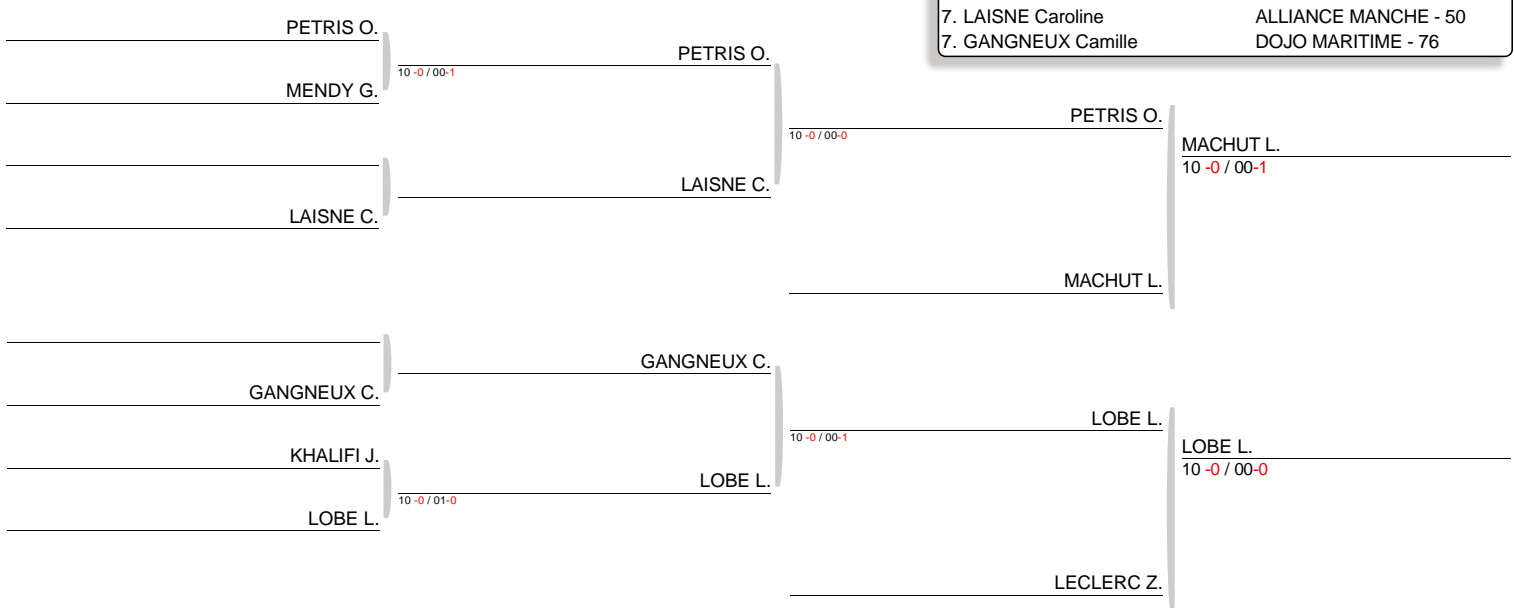 7. LAISNE Caroline ALLIANCE MANCHE - 50
7. GANGNEUX Camille DOJO MARITIME - 76
PETRIS O.
MENDY G.
LAISNE C.
GANGNEUX C.
KHALIFI J.
LOBE L.
PETRIS O.
10 -0 / 00-1
LAISNE C.
GANGNEUX C.
LOBE L.
10 -0 / 01-0
PETRIS O.
10 -0 / 00-0
MACHUT L.
LOBE L.
10 -0 / 00-1
LECLERC Z.
MACHUT L.
10 -0 / 00-1
LOBE L.
10 -0 / 00-0